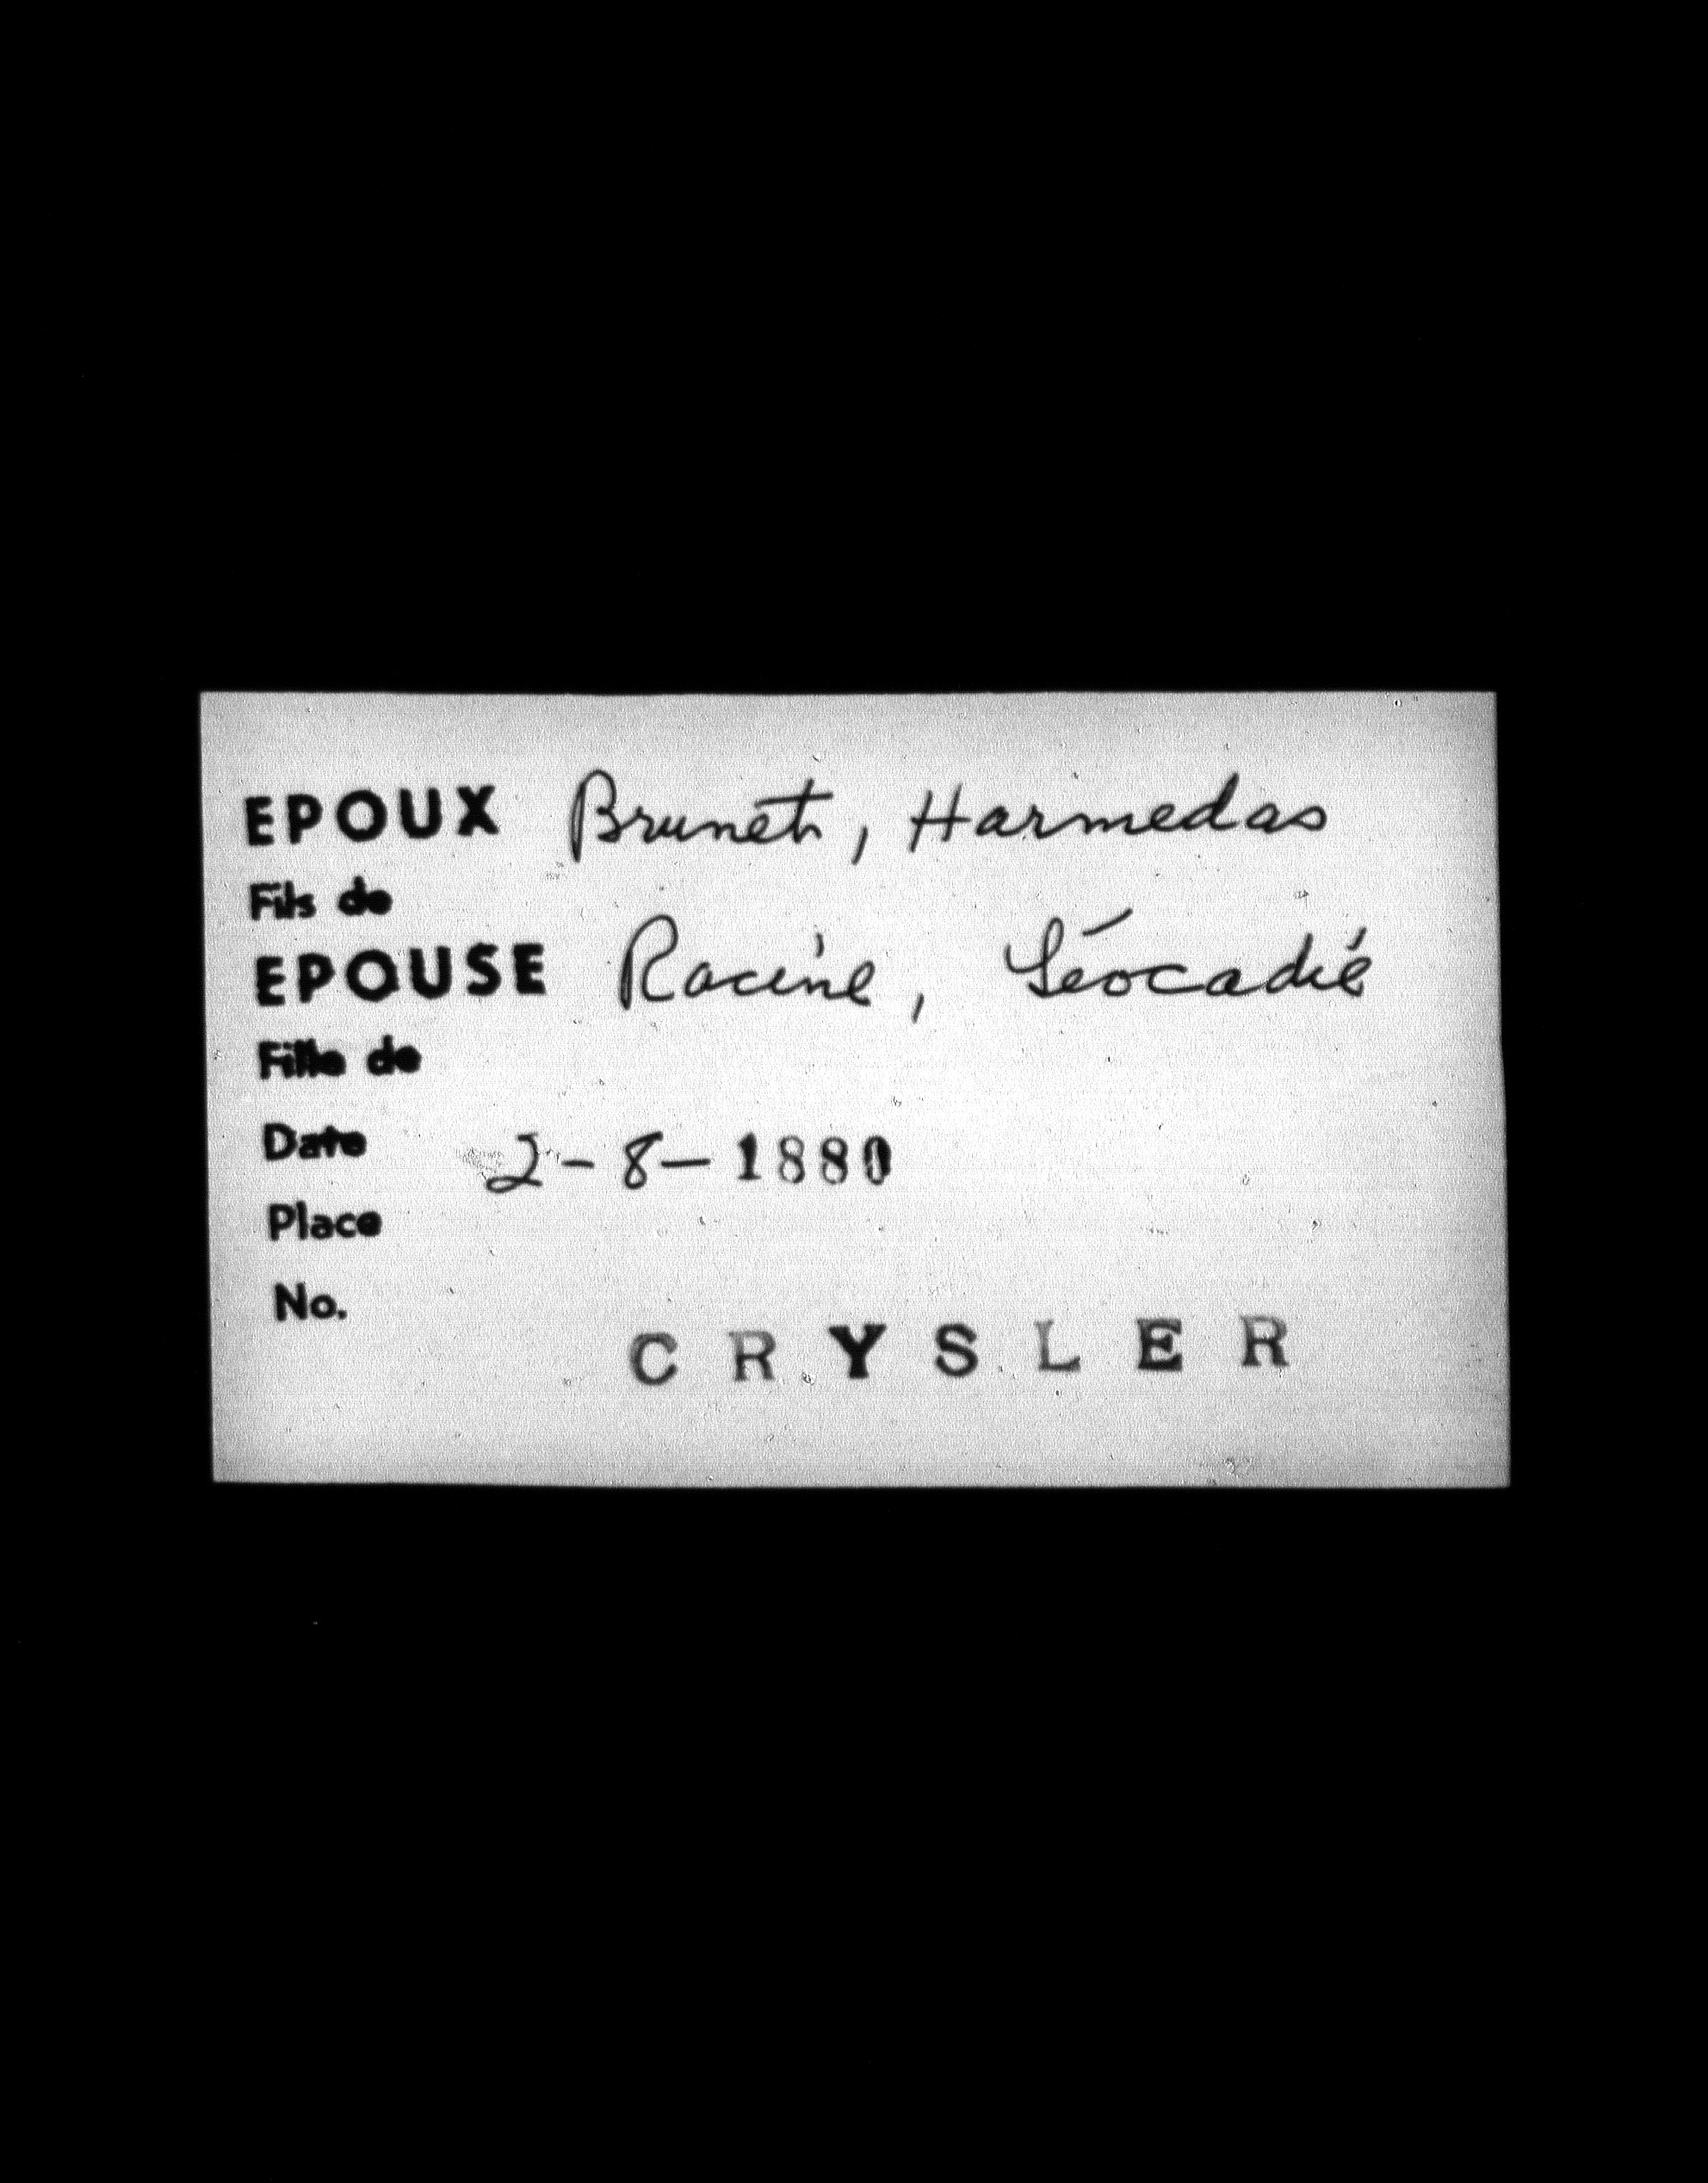 EPOUX Brunet, Harmedas
Fils de
EPOUSE Racine, Léocadie
Fille de
Date 2-8-1880
Place
No.
CRYSLER